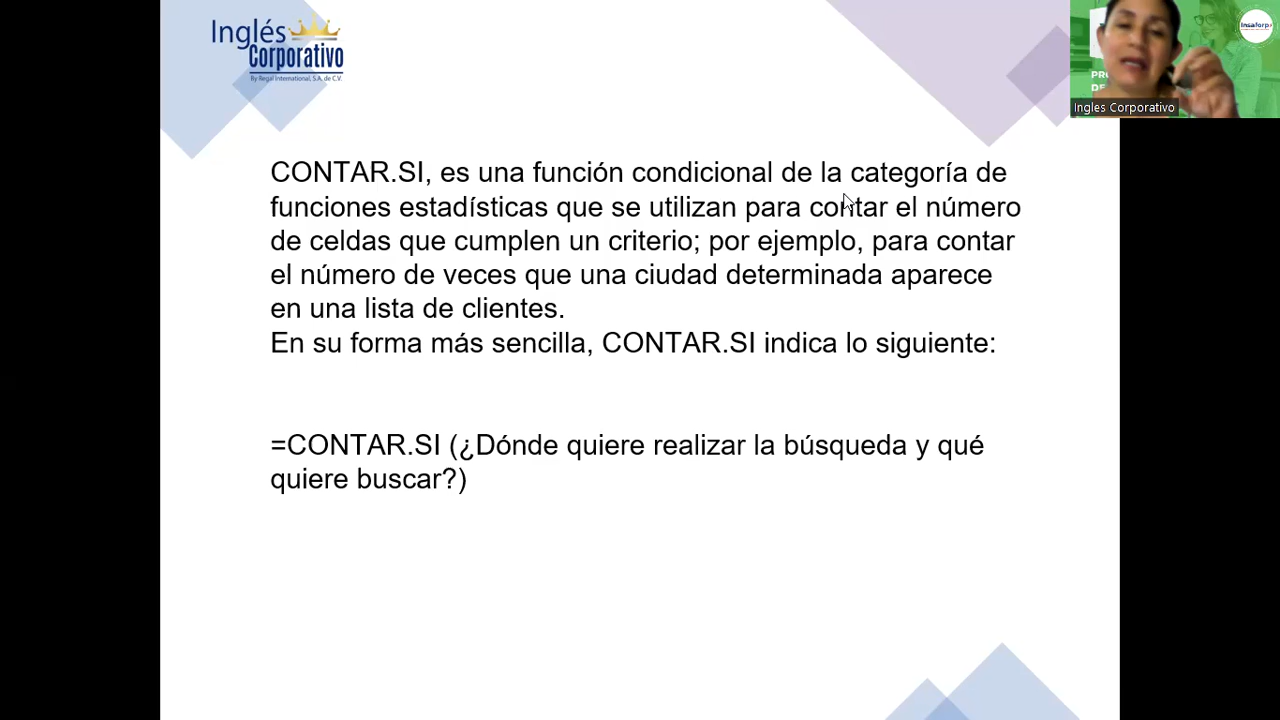 Inglés
Corporativo
By Regal International, S.A. de C.V.
Insaforp
PRO
DE
Ingles Corporativo
CONTAR.SI, es una función condicional de la categoría de
funciones estadísticas que se utilizan para contar el número
de celdas que cumplen un criterio; por ejemplo, para contar
el número de veces que una ciudad determinada aparece
en una lista de clientes.
En su forma más sencilla, CONTAR.SI indica lo siguiente:
=CONTAR.SI (¿Dónde quiere realizar la búsqueda y qué
quiere buscar?)